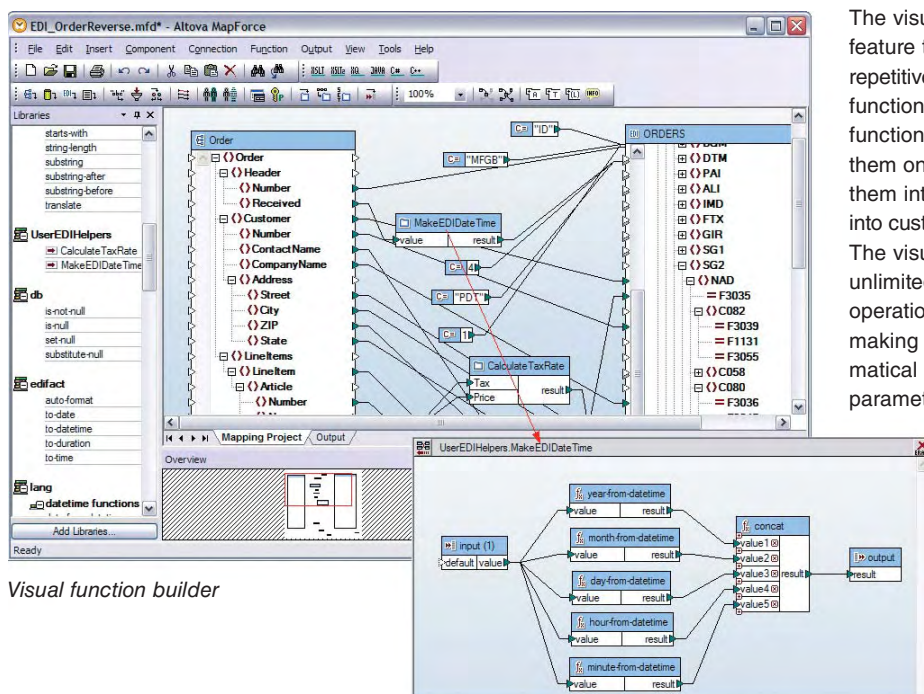 EDI_OrderReverse.mfd* - Altova MapForce
File Edit Insert Component Connection Function Output View Tools Help
XSLT XSLT2 XQ JAVA C# C++
100%
Libraries
starts-with
string-length
substring
substring-after
substring-before
translate
UserEDIHelpers
CalculateTaxRate
MakeEDIDateTime
db
is-not-null
is-null
set-null
substitute-null
edifact
auto-format
to-date
to-datetime
to-duration
to-time
lang
datetime functions
Add Libraries...
Ready
Order
Order
Header
Number
Received
Customer
Number
ContactName
CompanyName
Address
Street
City
ZIP
State
LineItems
LineItem
Article
Number
C= "ID"
C= "MFGB"
MakeEDIDateTime
value result
C= 4
C= "PDT"
C= 1
CalculateTaxRate
Tax
Price
result
ORDERS
BGM
DTM
PAI
ALI
IMD
FTX
GIR
SG1
SG2
NAD
F3035
C082
F3039
F1131
F3055
C058
C080
F3036
Mapping Project Output
Overview
UserEDIHelpers.MakeEDIDateTime
input (1)
default value
year-from-datetime
value result
month-from-datetime
value result
day-from-datetime
value result
hour-from-datetime
value result
minute-from-datetime
value result
concat
value1
value2
value3 result
value4
value5
output
result
Visual function builder
The visu
feature
repetitive
function
function
them on
them int
into cust
The visu
unlimite
operatio
making
matical
paramet